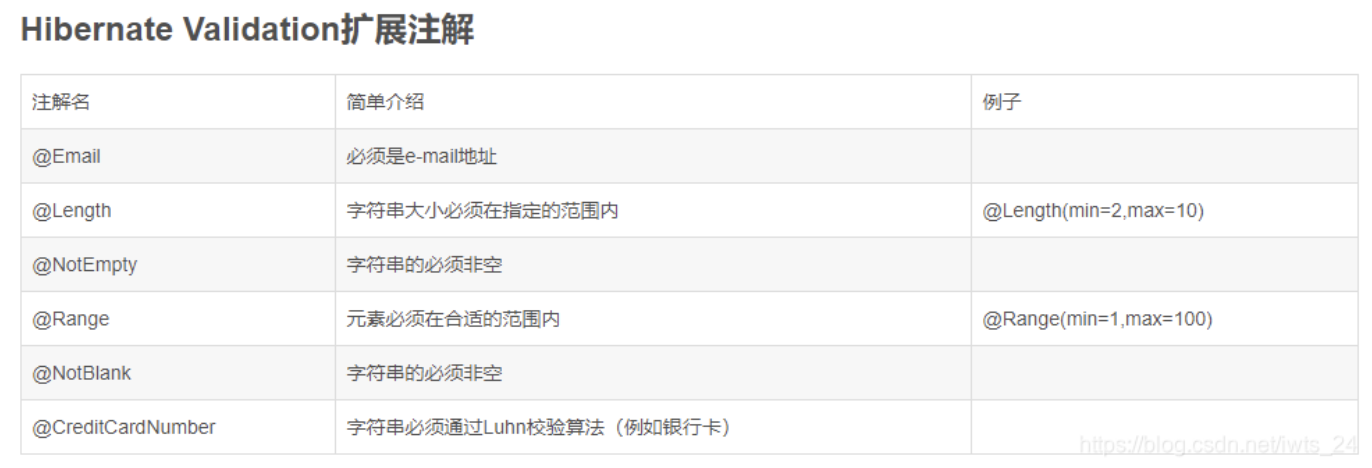 Hibernate Validation扩展注解
注解名 简单介绍 例子
@Email 必须是e-mail地址
@Length 字符串大小必须在指定的范围内 @Length(min=2,max=10)
@NotEmpty 字符串的必须非空
@Range 元素必须在合适的范围内 @Range(min=1,max=100)
@NotBlank 字符串的必须非空
@CreditCardNumber 字符串必须通过Luhn校验算法（例如银行卡）
https://blog.csdn.net/iwts_24